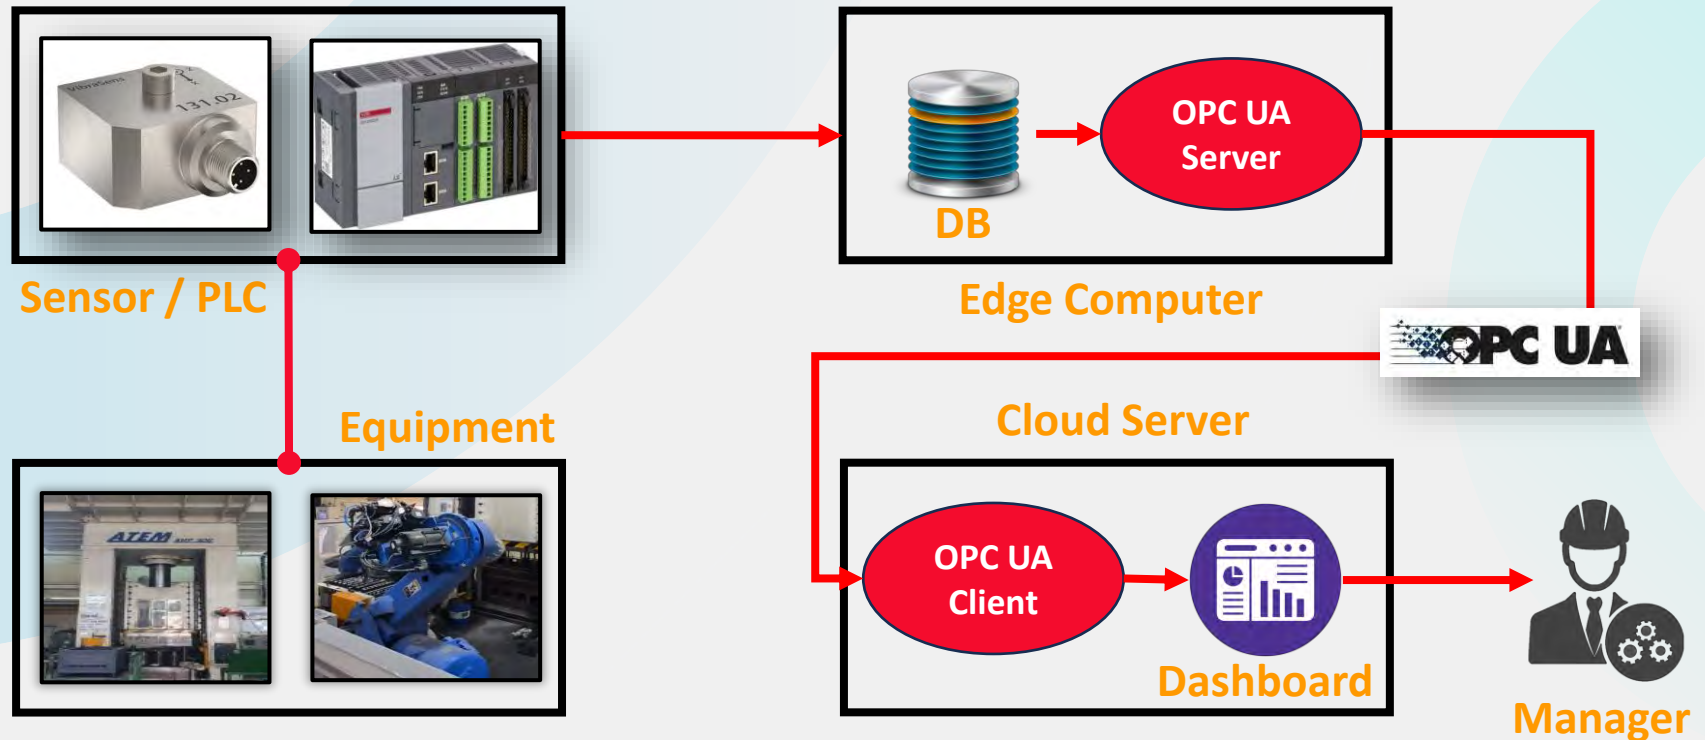 VibraSens
131.02
Sensor / PLC
DB
OPC UA
Server
Edge Computer
OPC UA
Equipment
ATEM
Cloud Server
OPC UA
Client
Dashboard
Manager